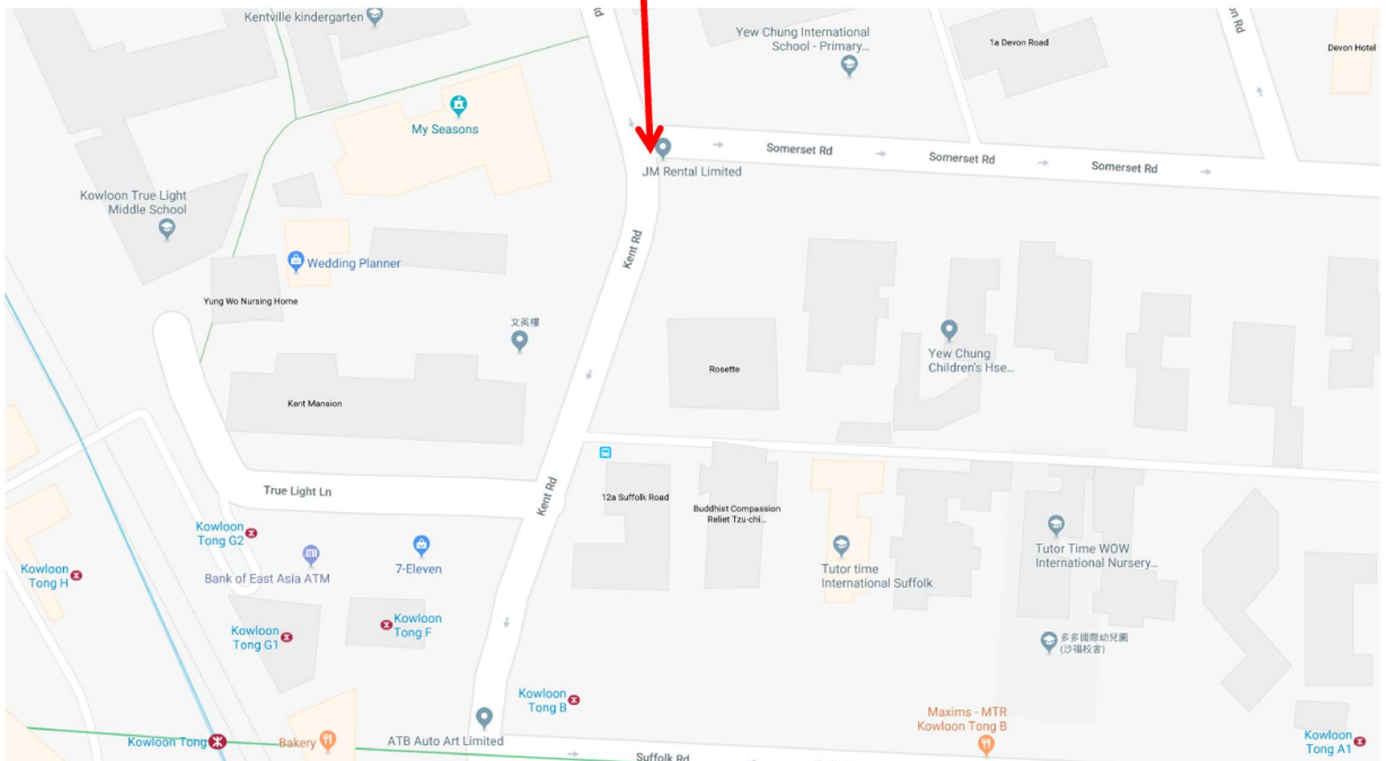 Kentville kindergarten
Rd
Yew Chung International
School - Primary...
1a Devon Road
on Rd
Devon Hotel
My Seasons
JM Rental Limited
Somerset Rd
Somerset Rd
Somerset Rd
Kowloon True Light
Middle School
Kent Rd
Wedding Planner
Yung Wo Nursing Home
文英樓
Yew Chung
Children's Hse...
Rosette
Kent Mansion
True Light Ln
Kent Rd
12a Suffolk Road
Buddhist Compassion
Reliet Tzu-chi...
Kowloon
Tong G2
ATM
Bank of East Asia ATM
7-Eleven
Kowloon
Tong H
Tutor time
International Suffolk
Tutor Time WOW
International Nursery...
Kowloon
Tong G1
Kowloon
Tong F
多多國際幼兒園
(沙福校舍)
Kowloon
Tong B
Maxims - MTR
Kowloon Tong B
Kowloon Tong
Bakery
ATB Auto Art Limited
Suffolk Rd
Kowloon
Tong A1